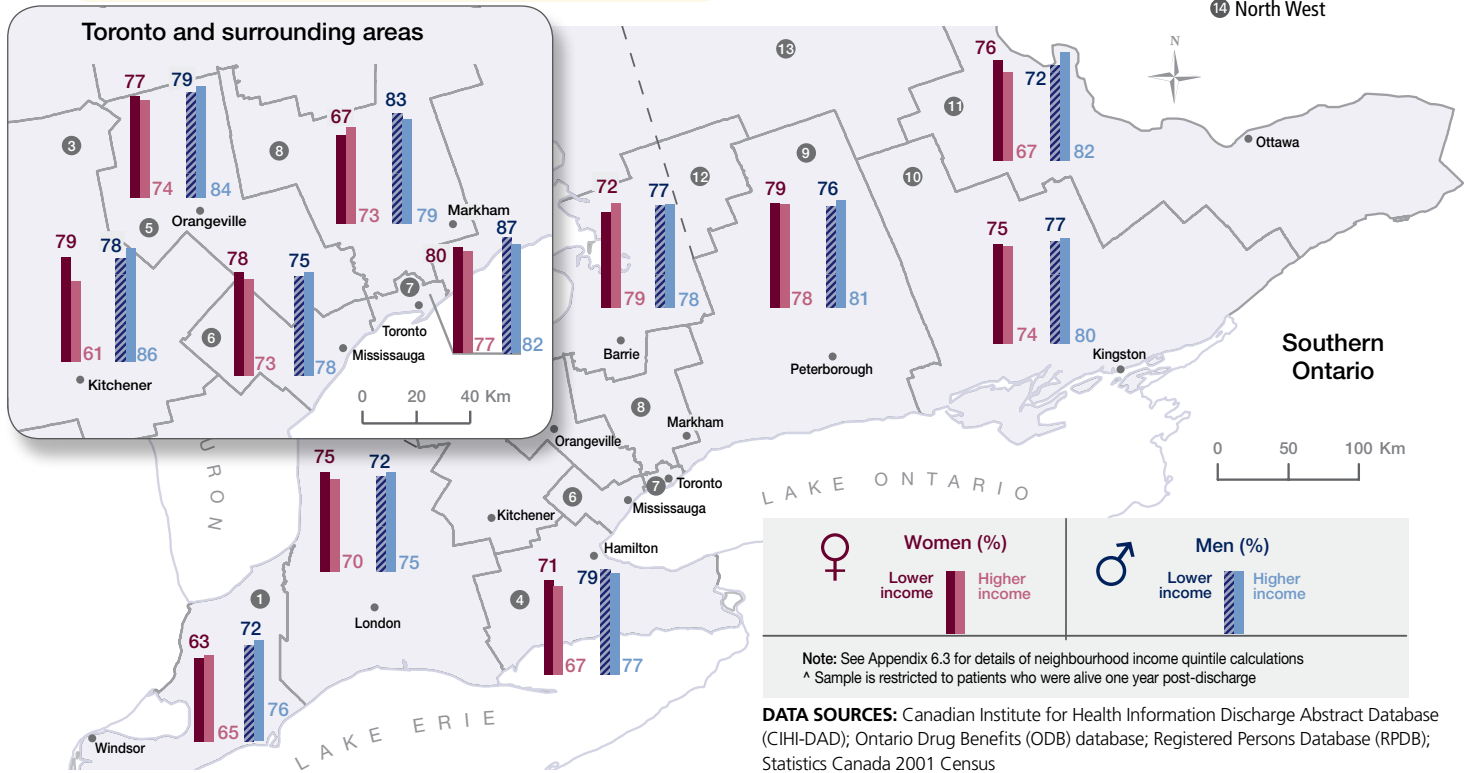 14 North West
Toronto and surrounding areas
3
77
74
79
84
5
Orangeville
8
67
73
83
79
Markham
79
61
78
86
Kitchener
6
78
73
75
78
Mississauga
7
Toronto
80
77
87
82
0 20 40 Km
13
N
11
76
67
72
82
Ottawa
12
72
79
77
78
Barrie
9
79
78
76
81
Peterborough
10
75
74
77
80
Kingston
Southern
Ontario
0 50 100 Km
8
Markham
Orangeville
7
Toronto
6
Mississauga
Kitchener
Hamilton
URON
LAKE ONTARIO
75
70
72
75
London
4
71
67
79
77
1
63
65
72
76
Windsor
LAKE ERIE
Women (%)
Lower
income
Higher
income
Men (%)
Lower
income
Higher
income
Note: See Appendix 6.3 for details of neighbourhood income quintile calculations
^ Sample is restricted to patients who were alive one year post-discharge
DATA SOURCES: Canadian Institute for Health Information Discharge Abstract Database
(CIHI-DAD); Ontario Drug Benefits (ODB) database; Registered Persons Database (RPDB);
Statistics Canada 2001 Census